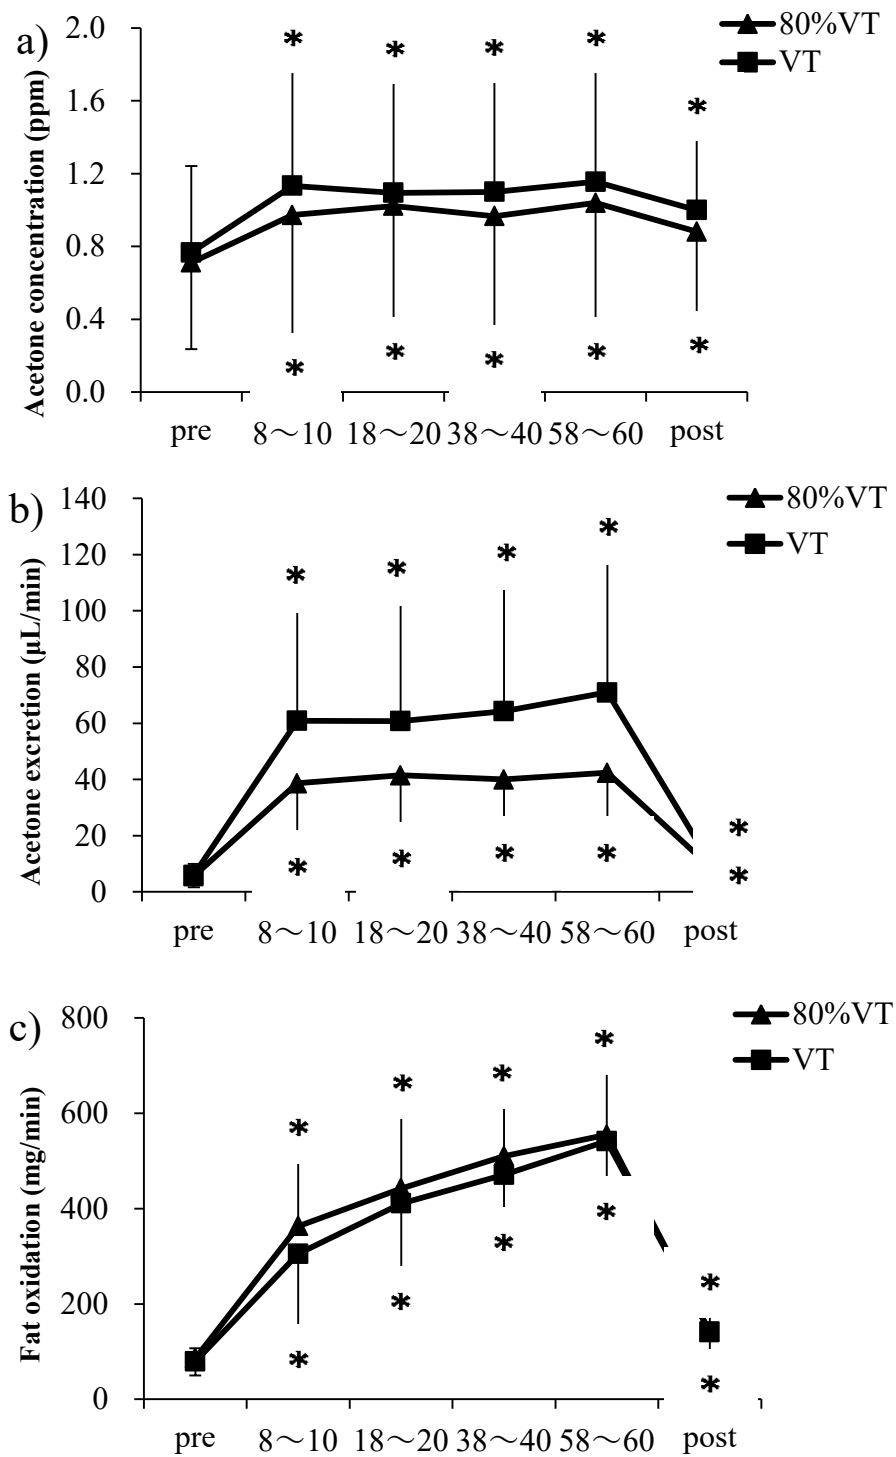 a)
80%VT
VT
Acetone concentration (ppm)
2.0
1.6
1.2
0.8
0.4
0.0
* * * * *
* * * * *
pre 8～10 18～20 38～40 58～60 post
b)
80%VT
VT
Acetone excretion (μL/min)
140
120
100
80
60
40
20
0
* * * * *
* * * * *
pre 8～10 18～20 38～40 58～60 post
c)
80%VT
VT
Fat oxidation (mg/min)
800
600
400
200
0
* * * * *
* * * * *
pre 8～10 18～20 38～40 58～60 post